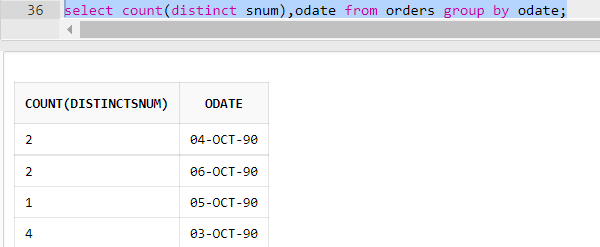 36 select count(distinct snum),odate from orders group by odate;
COUNT(DISTINCTSNUM) ODATE
2 04-OCT-90
2 06-OCT-90
1 05-OCT-90
4 03-OCT-90